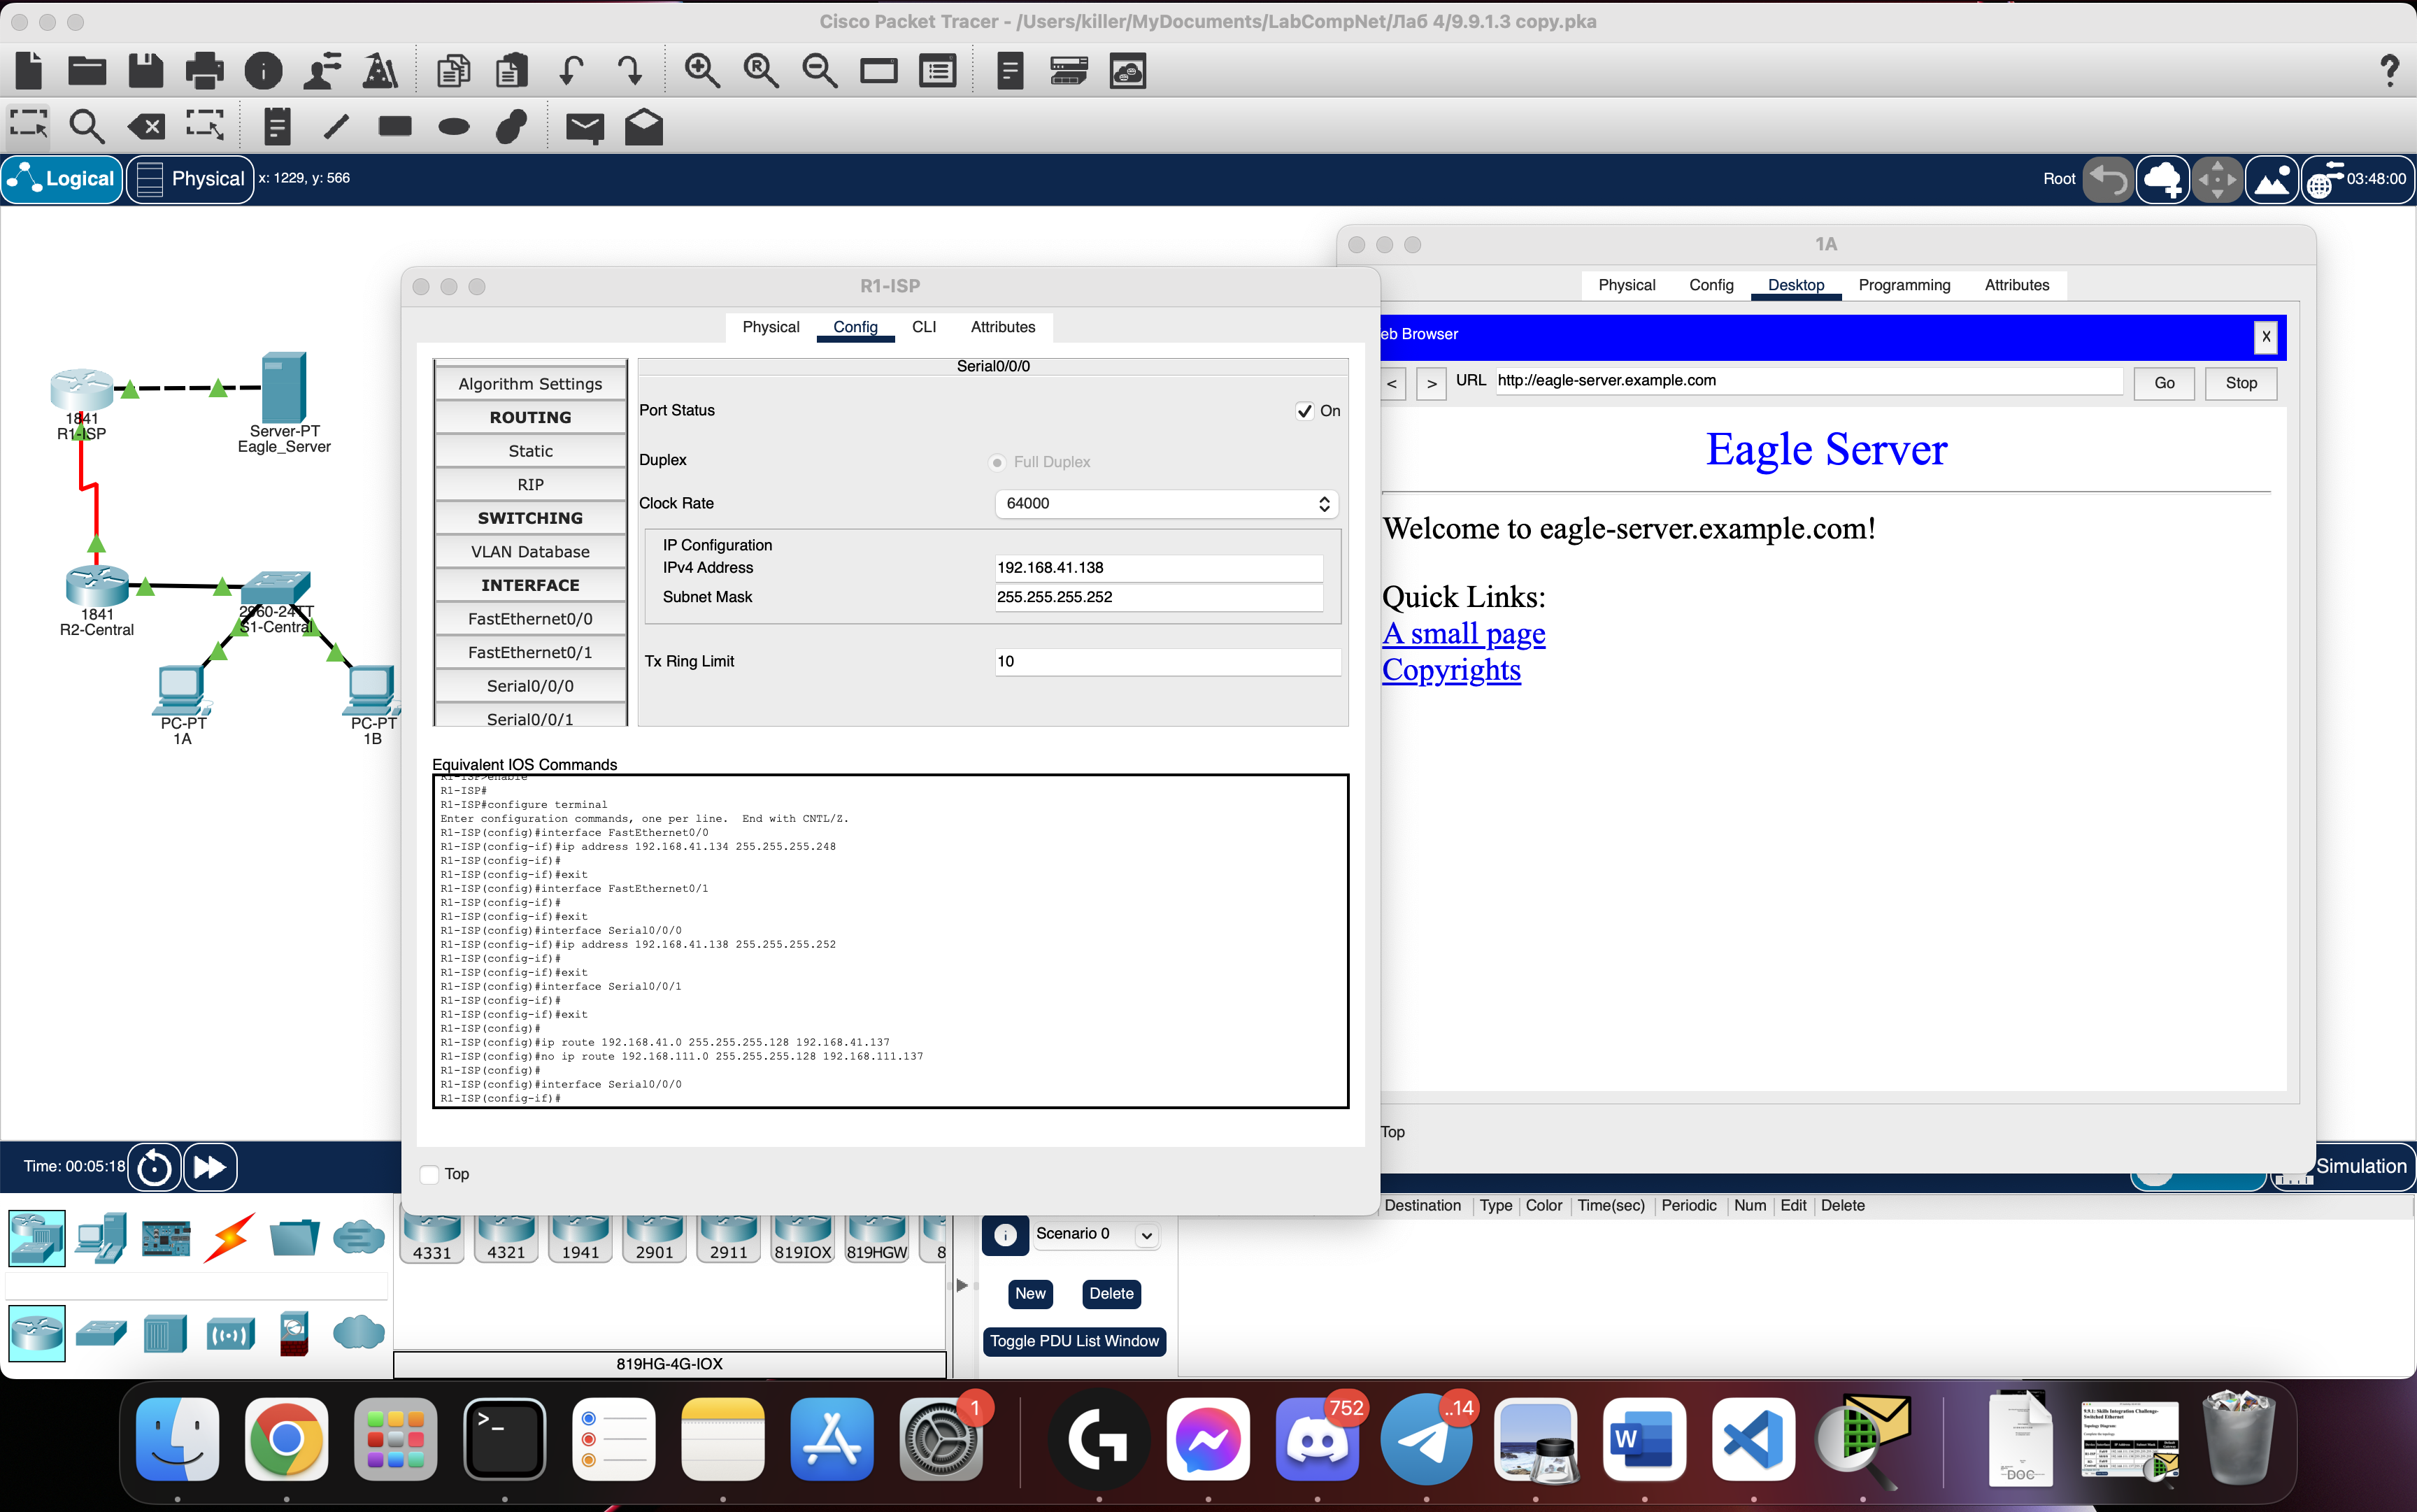 Cisco Packet Tracer - /Users/killer/MyDocuments/LabCompNet/Лаб 4/9.9.1.3 copy.pka
Logical
Physical
x: 1229, y: 566
Root
03:48:00
1841
R1-ISP
Server-PT
Eagle_Server
1841
R2-Central
2960-24TT
S1-Central
PC-PT
1A
PC-PT
1B
R1-ISP
Physical
Config
CLI
Attributes
Algorithm Settings
ROUTING
Static
RIP
SWITCHING
VLAN Database
INTERFACE
FastEthernet0/0
FastEthernet0/1
Serial0/0/0
Serial0/0/1
Serial0/0/0
Port Status
On
Duplex
Full Duplex
Clock Rate
64000
IP Configuration
IPv4 Address
192.168.41.138
Subnet Mask
255.255.255.252
Tx Ring Limit
10
Equivalent IOS Commands
R1-ISP>enable
R1-ISP#
R1-ISP#configure terminal
Enter configuration commands, one per line.  End with CNTL/Z.
R1-ISP(config)#interface FastEthernet0/0
R1-ISP(config-if)#ip address 192.168.41.134 255.255.255.248
R1-ISP(config-if)#
R1-ISP(config-if)#exit
R1-ISP(config)#interface FastEthernet0/1
R1-ISP(config-if)#
R1-ISP(config-if)#exit
R1-ISP(config)#interface Serial0/0/0
R1-ISP(config-if)#ip address 192.168.41.138 255.255.255.252
R1-ISP(config-if)#
R1-ISP(config-if)#exit
R1-ISP(config)#interface Serial0/0/1
R1-ISP(config-if)#
R1-ISP(config-if)#exit
R1-ISP(config)#
R1-ISP(config)#ip route 192.168.41.0 255.255.255.128 192.168.41.137
R1-ISP(config)#no ip route 192.168.111.0 255.255.255.128 192.168.111.137
R1-ISP(config)#
R1-ISP(config)#interface Serial0/0/0
R1-ISP(config-if)#
Top
1A
Physical
Config
Desktop
Programming
Attributes
eb Browser
X
<
>
URL
http://eagle-server.example.com
Go
Stop
Eagle Server
Welcome to eagle-server.example.com!
Quick Links:
A small page
Copyrights
Top
Time: 00:05:18
Simulation
4331
4321
1941
2901
2911
819IOX
819HGW
8
819HG-4G-IOX
Scenario 0
New
Delete
Toggle PDU List Window
Destination
Type
Color
Time(sec)
Periodic
Num
Edit
Delete
1
752
..14
W
DOC